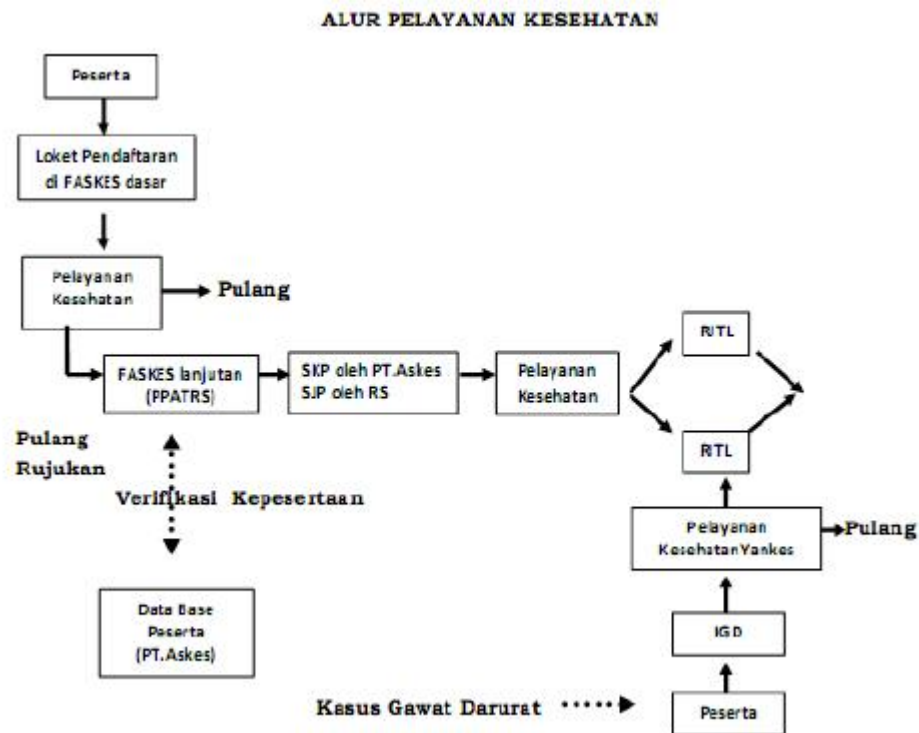 ALUR PELAYANAN KESEHATAN
Peserta
Loket Pendaftaran
di FASKES dasar
Pelayanan
Kesehatan
Pulang
FASKES lanjutan
(PPATRS)
SKP oleh PT.Askes
SJP oleh RS
Pelayanan
Kesehatan
RITL
RITL
Pulang
Rujukan
Verifikasi Kepesertaan
Data Base
Peserta
(PT.Askes)
Pelayanan
KesehatanYankes
Pulang
IGD
Kasus Gawat Darurat
Peserta